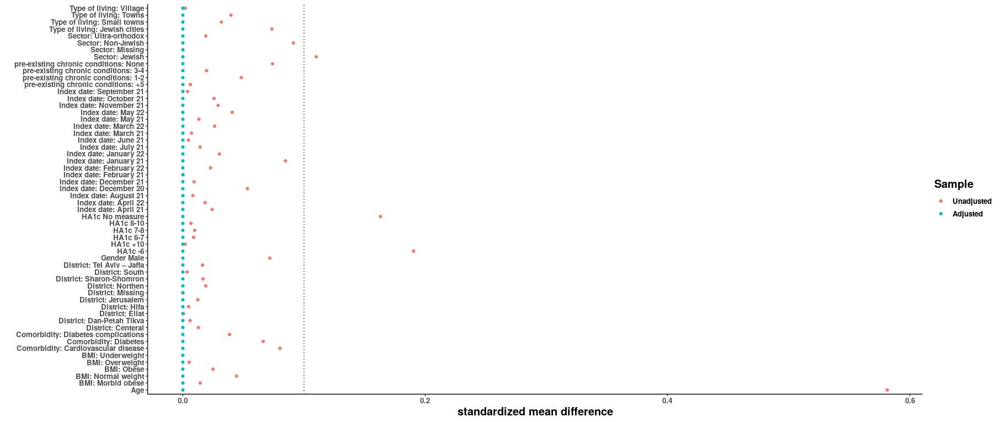 Type of living: Village
Type of living: Towns
Type of living: Small towns
Type of living: Jewish cities
Sector: Ultra-orthodox
Sector: Non-Jewish
Sector: Missing
Sector: Jewish
pre-existing chronic conditions: None
pre-existing chronic conditions: 3-4
pre-existing chronic conditions: 1-2
pre-existing chronic conditions: +5
Index date: September 21
Index date: October 21
Index date: November 21
Index date: May 22
Index date: May 21
Index date: March 22
Index date: March 21
Index date: June 21
Index date: July 21
Index date: January 22
Index date: January 21
Index date: February 22
Index date: February 21
Index date: December 21
Index date: December 20
Index date: August 21
Index date: April 22
Index date: April 21
HA1c No measure
HA1c 8-10
HA1c 7-8
HA1c 6-7
HA1c +10
HA1c -6
Gender Male
District: Tel Aviv – Jaffa
District: South
District: Sharon-Shomron
District: Northen
District: Missing
District: Jerusalem
District: Hifa
District: Eilat
District: Dan-Petah Tikva
District: Centeral
Comorbidity: Diabetes complications
Comorbidity: Diabetes
Comorbidity: Cardiovascular disease
BMI: Underweight
BMI: Overweight
BMI: Obese
BMI: Normal weight
BMI: Morbid obese
Age
0.0 0.2 0.4 0.6
standardized mean difference
Sample
Unadjusted
Adjusted